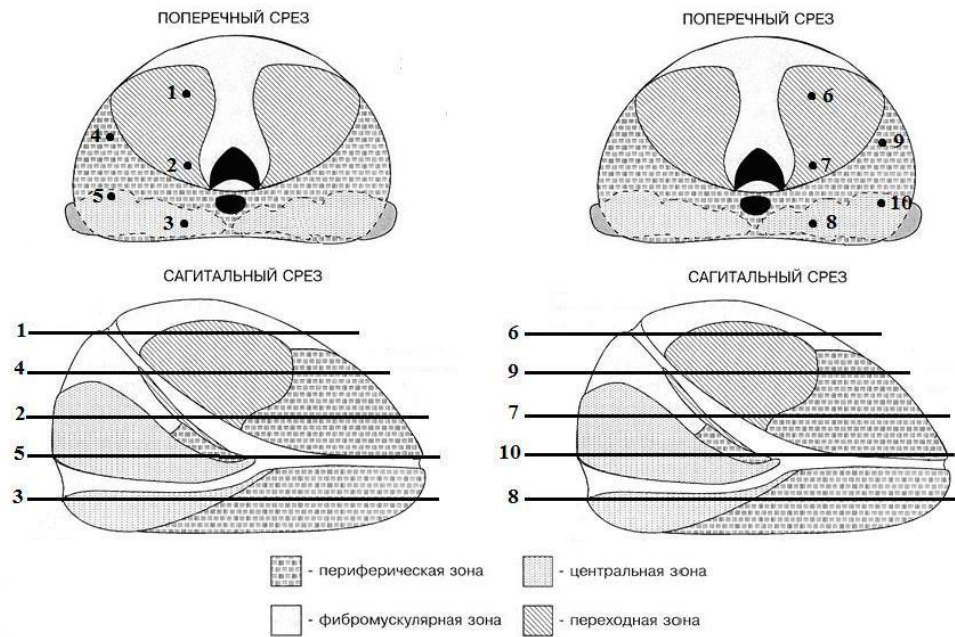 ПОПЕРЕЧНЫЙ СРЕЗ ПОПЕРЕЧНЫЙ СРЕЗ
1 6
4 9
2 7
5 10
3 8
САГИТАЛЬНЫЙ СРЕЗ САГИТАЛЬНЫЙ СРЕЗ
1 6
4 9
2 7
5 10
3 8
- периферическая зона - центральная зона
- фибромускулярная зона - переходная зона